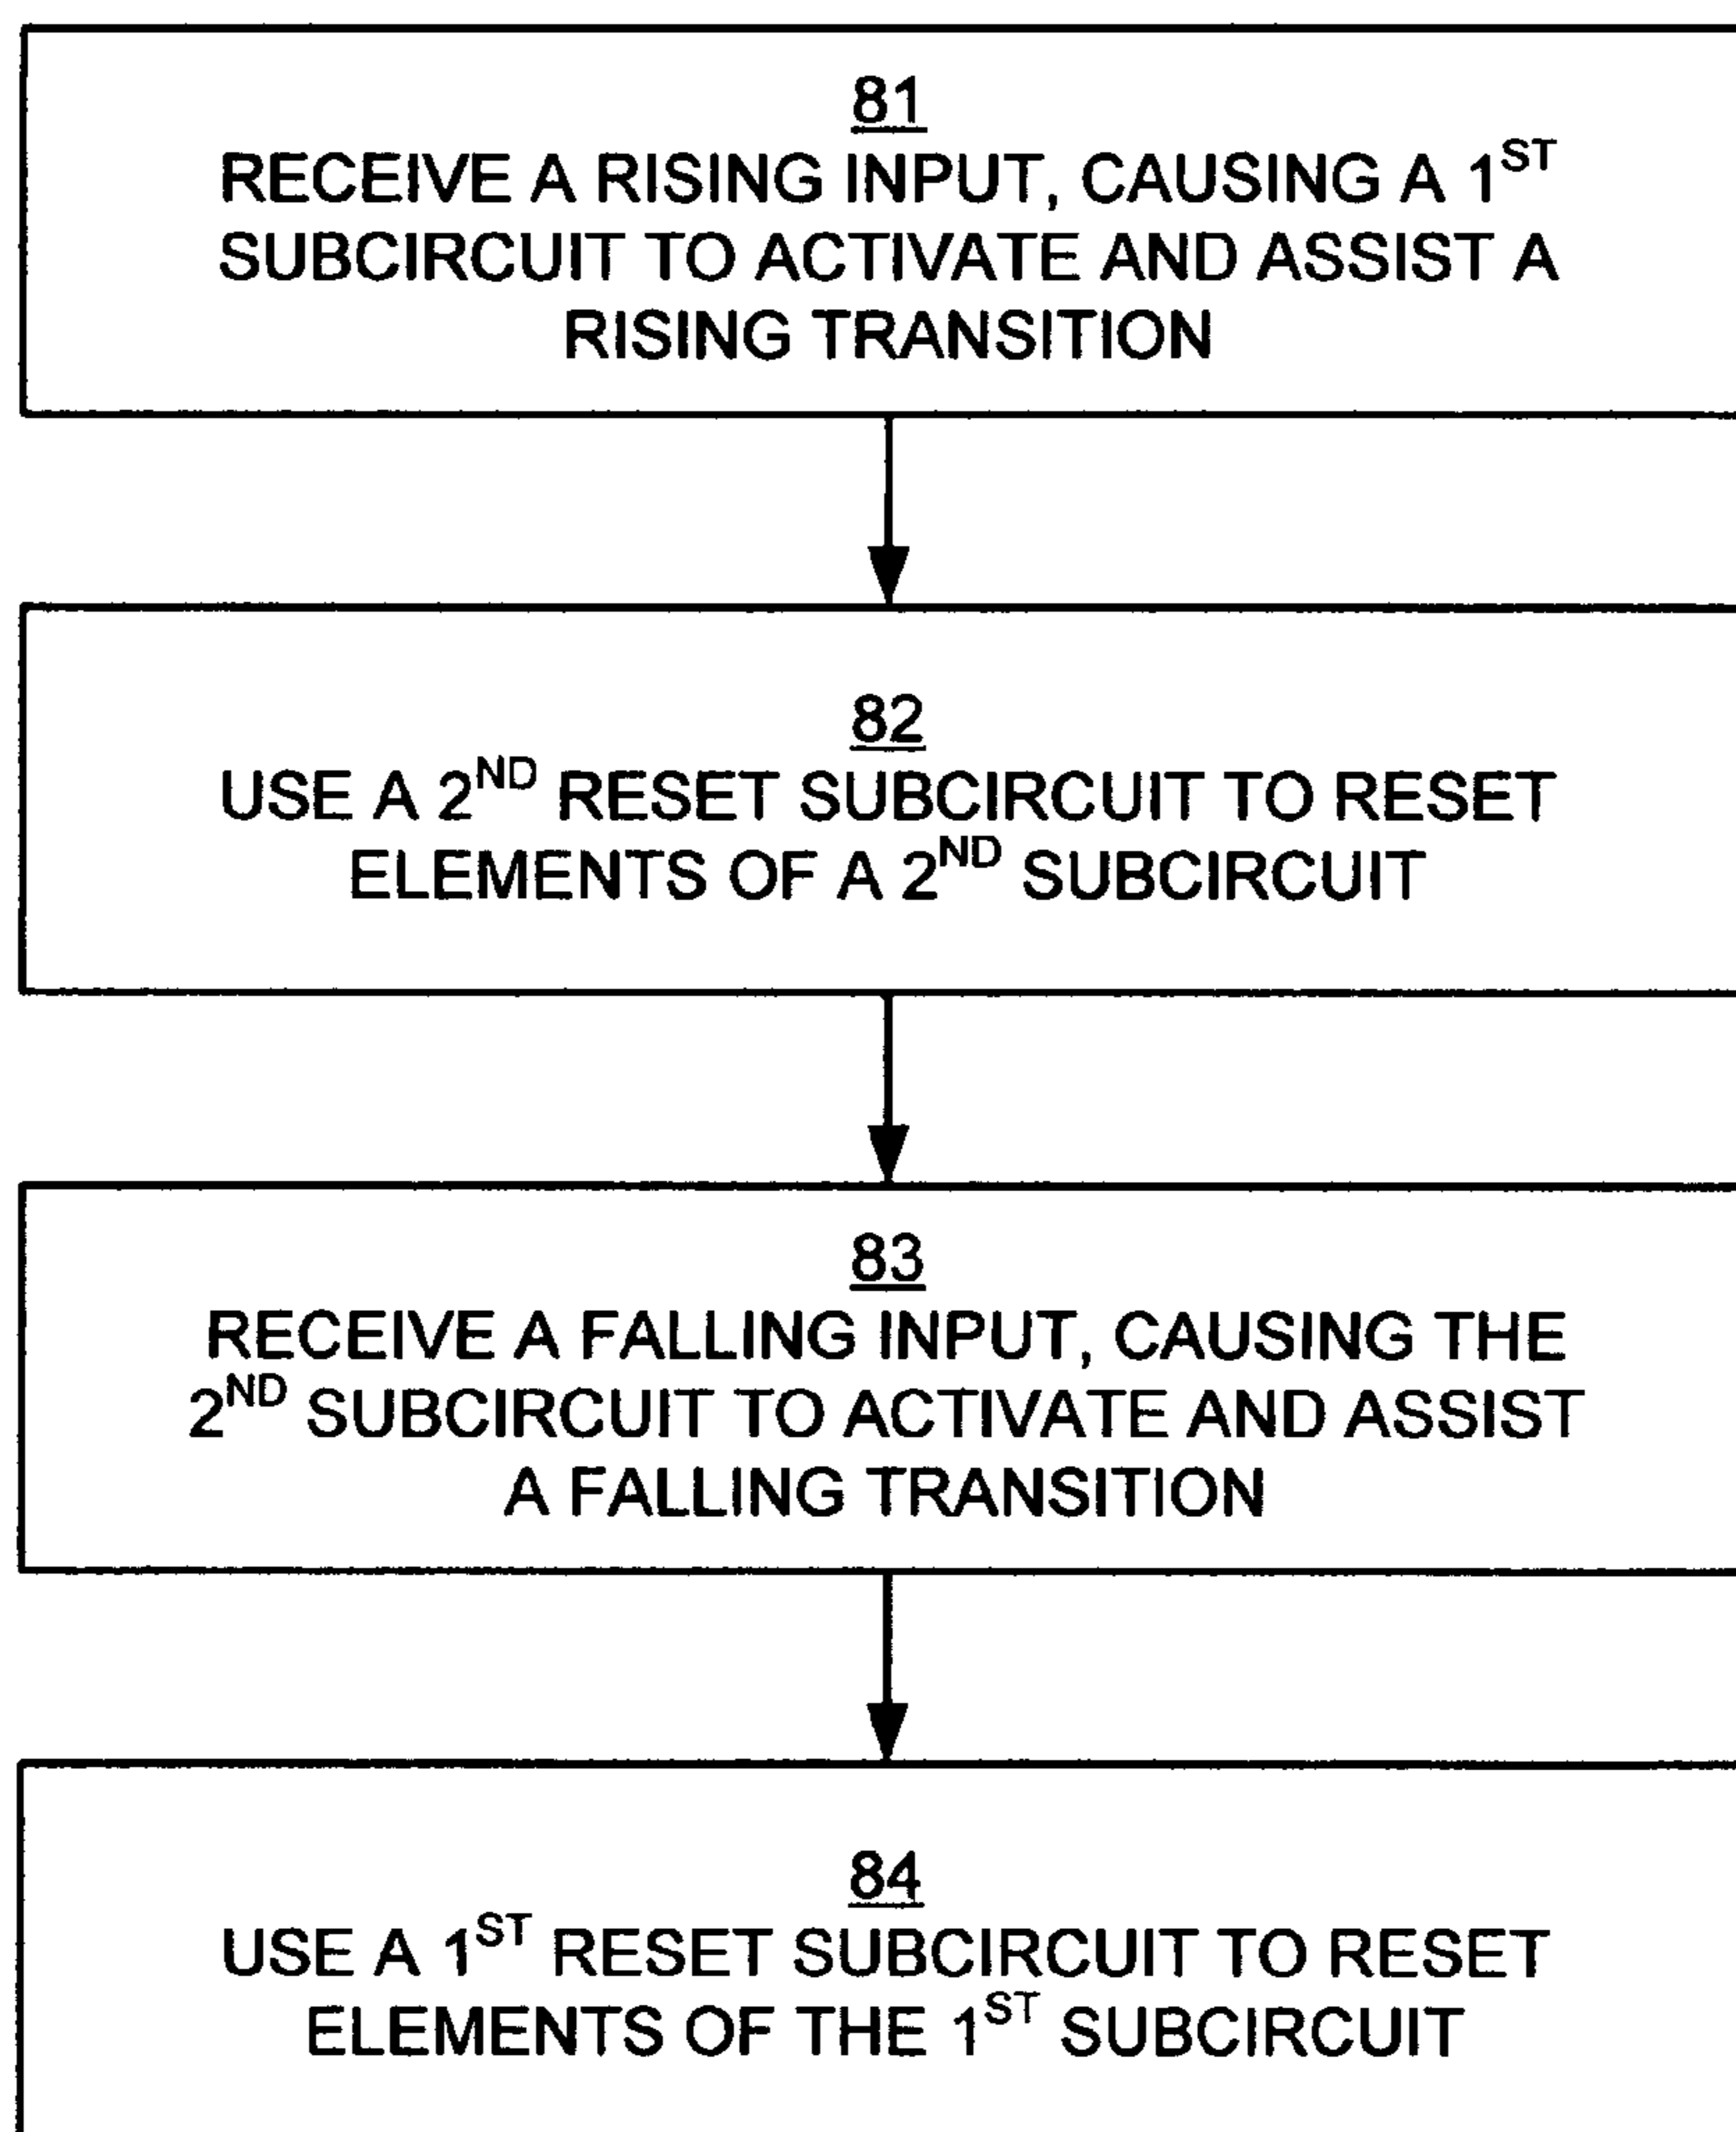 81
RECEIVE A RISING INPUT, CAUSING A 1ST
SUBCIRCUIT TO ACTIVATE AND ASSIST A
RISING TRANSITION
82
USE A 2ND RESET SUBCIRCUIT TO RESET
ELEMENTS OF A 2ND SUBCIRCUIT
83
RECEIVE A FALLING INPUT, CAUSING THE
2ND SUBCIRCUIT TO ACTIVATE AND ASSIST
A FALLING TRANSITION
84
USE A 1ST RESET SUBCIRCUIT TO RESET
ELEMENTS OF THE 1ST SUBCIRCUIT